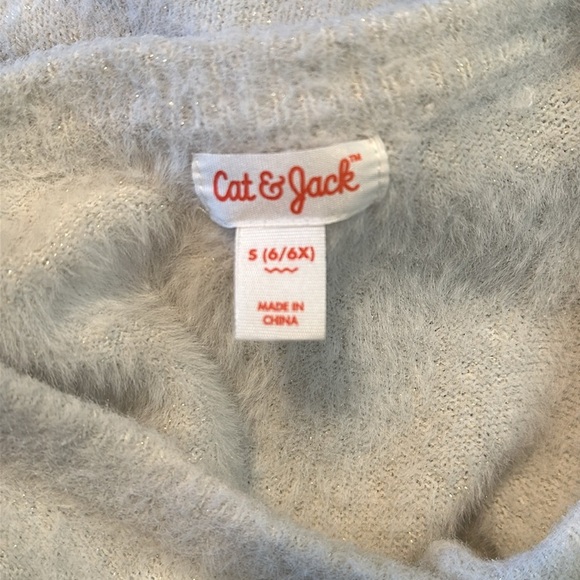 Cat & Jack™
S (6/6X)
MADE IN
CHINA